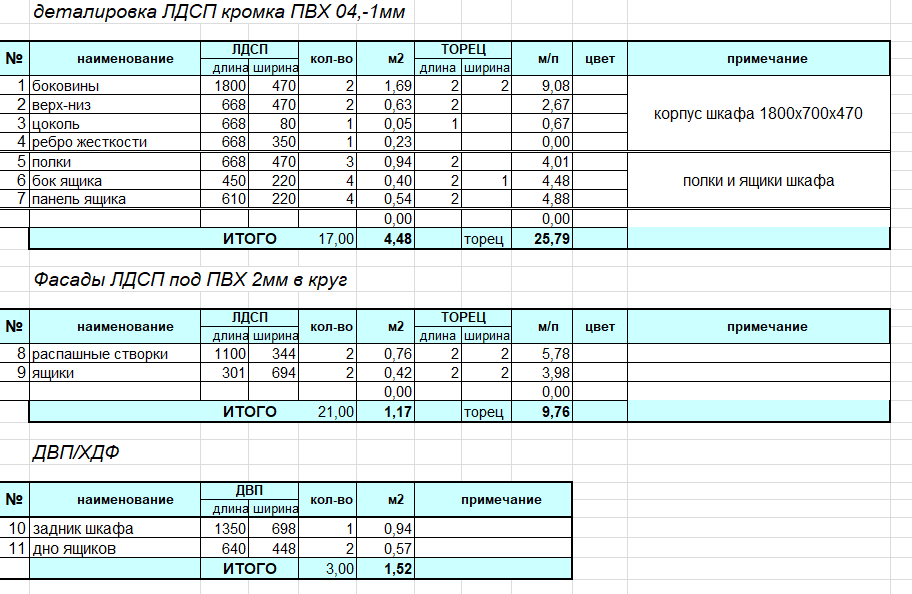 деталировка ЛДСП кромка ПВХ 04,-1мм
№ наименование ЛДСП кол-во м2 ТОРЕЦ м/п цвет примечание
длина ширина длина ширина
1 боковины 1800 470 2 1,69 2 2 9,08
2 верх-низ 668 470 2 0,63 2 2,67
корпус шкафа 1800х700х470
3 цоколь 668 80 1 0,05 1 0,67
4 ребро жесткости 668 350 1 0,23 0,00
5 полки 668 470 3 0,94 2 4,01
6 бок ящика 450 220 4 0,40 2 1 4,48 полки и ящики шкафа
7 панель ящика 610 220 4 0,54 2 4,88
0,00 0,00
ИТОГО 17,00 4,48 торец 25,79
Фасады ЛДСП под ПВХ 2мм в круг
№ наименование ЛДСП кол-во м2 ТОРЕЦ м/п цвет примечание
длина ширина длина ширина
8 распашные створки 1100 344 2 0,76 2 2 5,78
9 ящики 301 694 2 0,42 2 2 3,98
0,00 0,00
ИТОГО 21,00 1,17 торец 9,76
ДВП/ХДФ
№ наименование ДВП кол-во м2 примечание
длина ширина
10 задник шкафа 1350 698 1 0,94
11 дно ящиков 640 448 2 0,57
ИТОГО 3,00 1,52